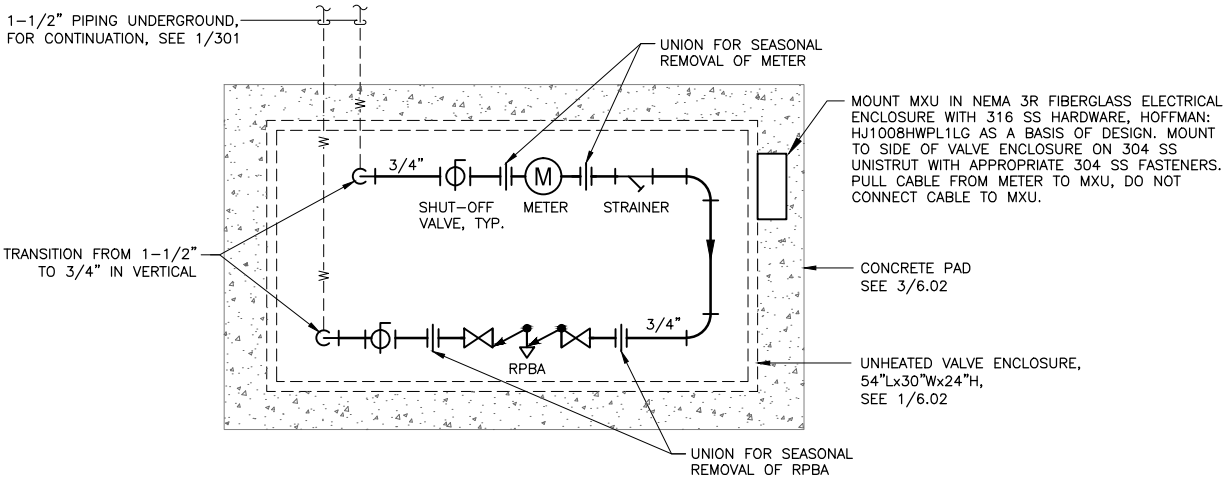 1-1/2" PIPING UNDERGROUND,
FOR CONTINUATION, SEE 1/301
UNION FOR SEASONAL
REMOVAL OF METER
MOUNT MXU IN NEMA 3R FIBERGLASS ELECTRICAL
ENCLOSURE WITH 316 SS HARDWARE, HOFFMAN:
HJ1008HWPL1LG AS A BASIS OF DESIGN. MOUNT
TO SIDE OF VALVE ENCLOSURE ON 304 SS
UNISTRUT WITH APPROPRIATE 304 SS FASTENERS.
PULL CABLE FROM METER TO MXU, DO NOT
CONNECT CABLE TO MXU.
3/4"
M
SHUT-OFF
VALVE, TYP.
METER
STRAINER
TRANSITION FROM 1-1/2"
TO 3/4" IN VERTICAL
CONCRETE PAD
SEE 3/6.02
3/4"
RPBA
UNHEATED VALVE ENCLOSURE,
54"Lx30"Wx24"H,
SEE 1/6.02
UNION FOR SEASONAL
REMOVAL OF RPBA